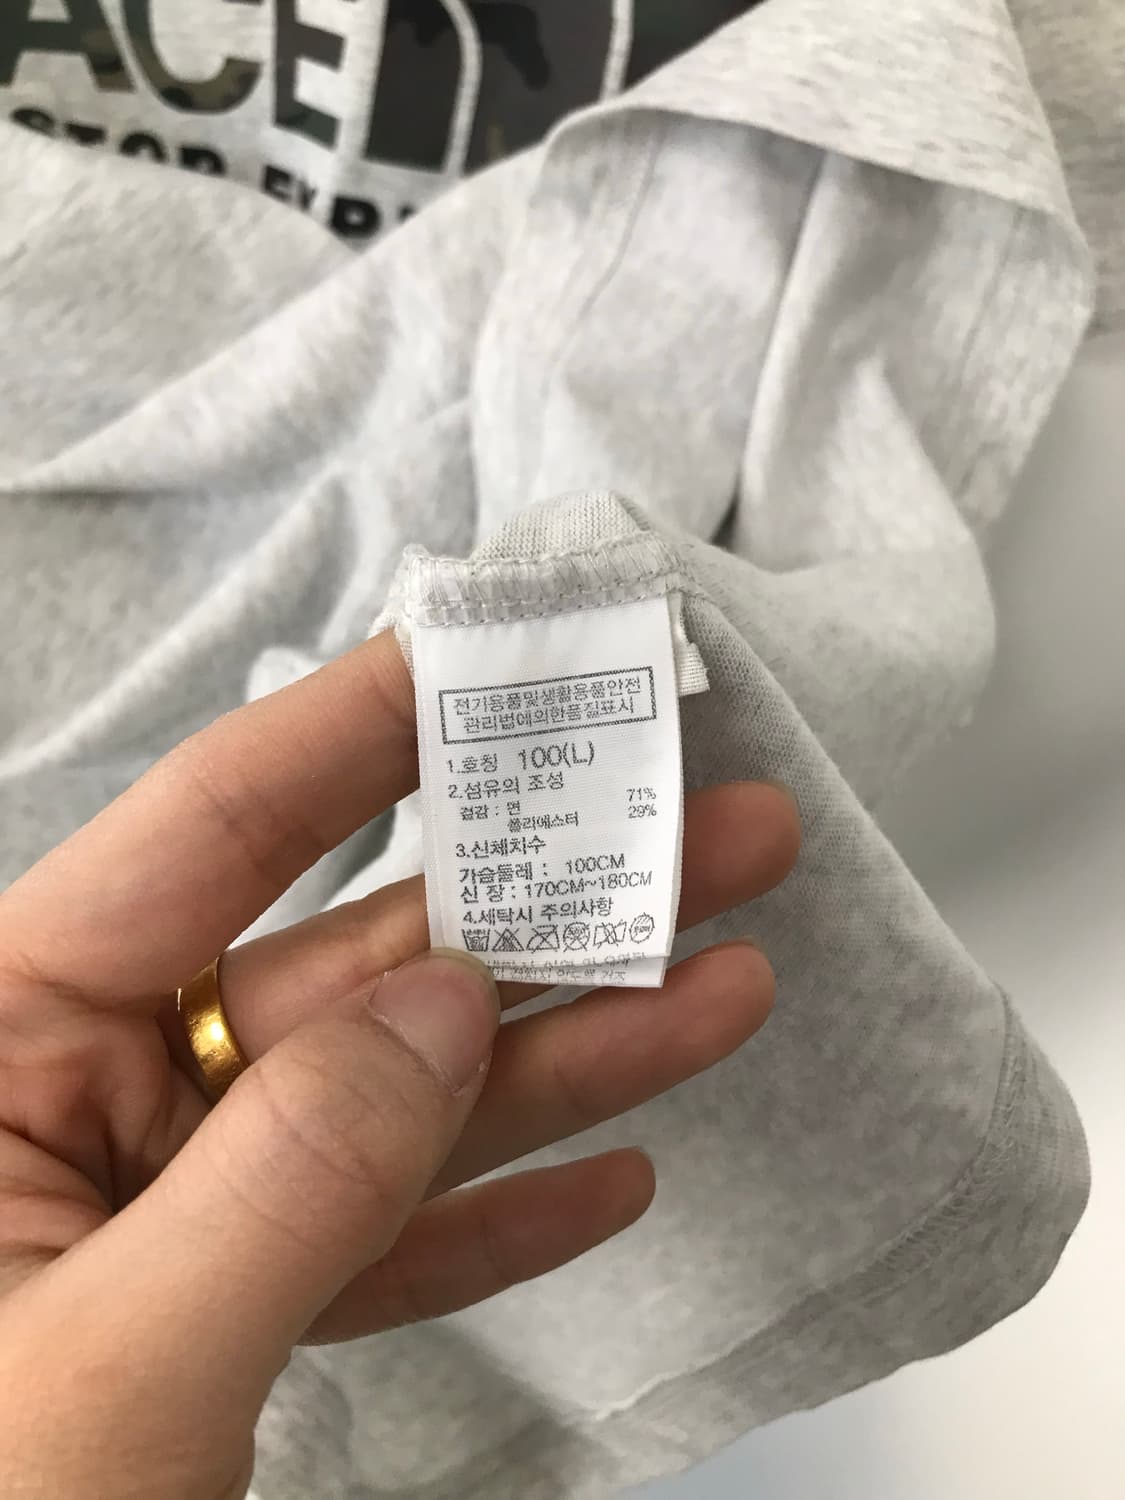 ACE
STOP EX
전기용품및생활용품안전
관리법에의한품질표시
1.호칭 100(L)
2.섬유의 조성
겉감 : 면 71%
폴리에스터 29%
3.신체치수
가슴둘레 : 100CM
신 장 : 170CM~180CM
4.세탁시 주의사항